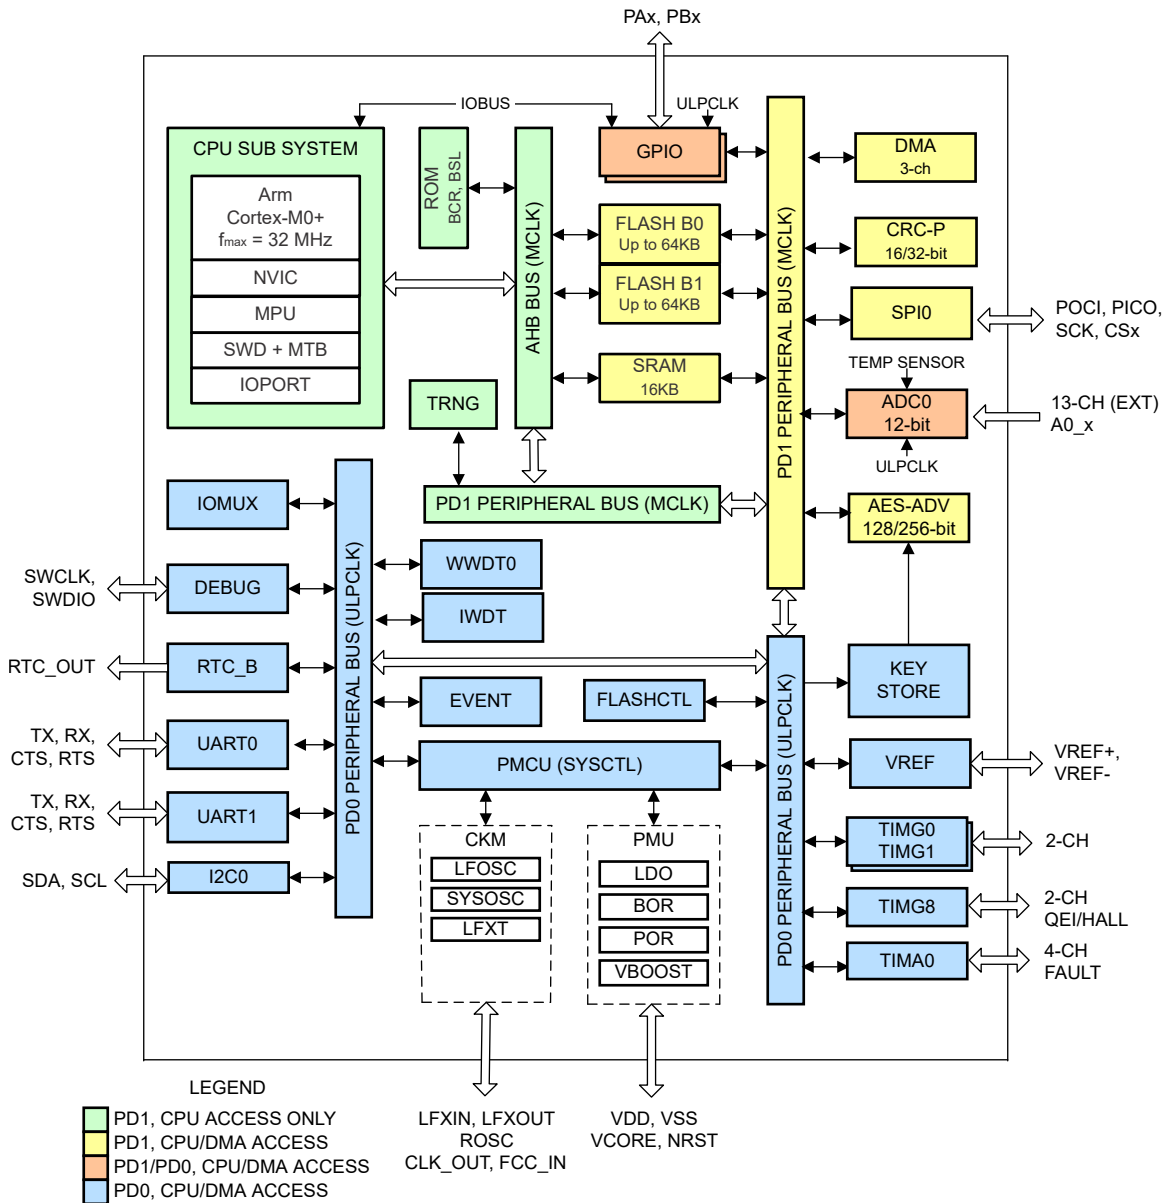 PAx, PBx
IOBUS
ULPCLK
CPU SUB SYSTEM
Arm
Cortex-M0+
fmax = 32 MHz
NVIC
MPU
SWD + MTB
IOPORT
ROM
BCR, BSL
AHB BUS (MCLK)
GPIO
FLASH B0
Up to 64KB
FLASH B1
Up to 64KB
SRAM
16KB
TRNG
PD1 PERIPHERAL BUS (MCLK)
PD1 PERIPHERAL BUS (MCLK)
DMA
3-ch
CRC-P
16/32-bit
SPI0
POCI, PICO,
SCK, CSx
TEMP SENSOR
ADC0
12-bit
13-CH (EXT)
A0_x
ULPCLK
AES-ADV
128/256-bit
IOMUX
SWCLK,
SWDIO
DEBUG
RTC_OUT
RTC_B
TX, RX,
CTS, RTS
UART0
TX, RX,
CTS, RTS
UART1
SDA, SCL
I2C0
PD0 PERIPHERAL BUS (ULPCLK)
WWDT0
IWDT
EVENT
FLASHCTL
PMCU (SYSCTL)
CKM
LFOSC
SYSOSC
LFXT
PMU
LDO
BOR
POR
VBOOST
PD0 PERIPHERAL BUS (ULPCLK)
KEY
STORE
VREF
VREF+,
VREF-
TIMG0
TIMG1
2-CH
TIMG8
2-CH
QEI/HALL
TIMA0
4-CH
FAULT
LFXIN, LFXOUT
ROSC
CLK_OUT, FCC_IN
VDD, VSS
VCORE, NRST
LEGEND
PD1, CPU ACCESS ONLY
PD1, CPU/DMA ACCESS
PD1/PD0, CPU/DMA ACCESS
PD0, CPU/DMA ACCESS